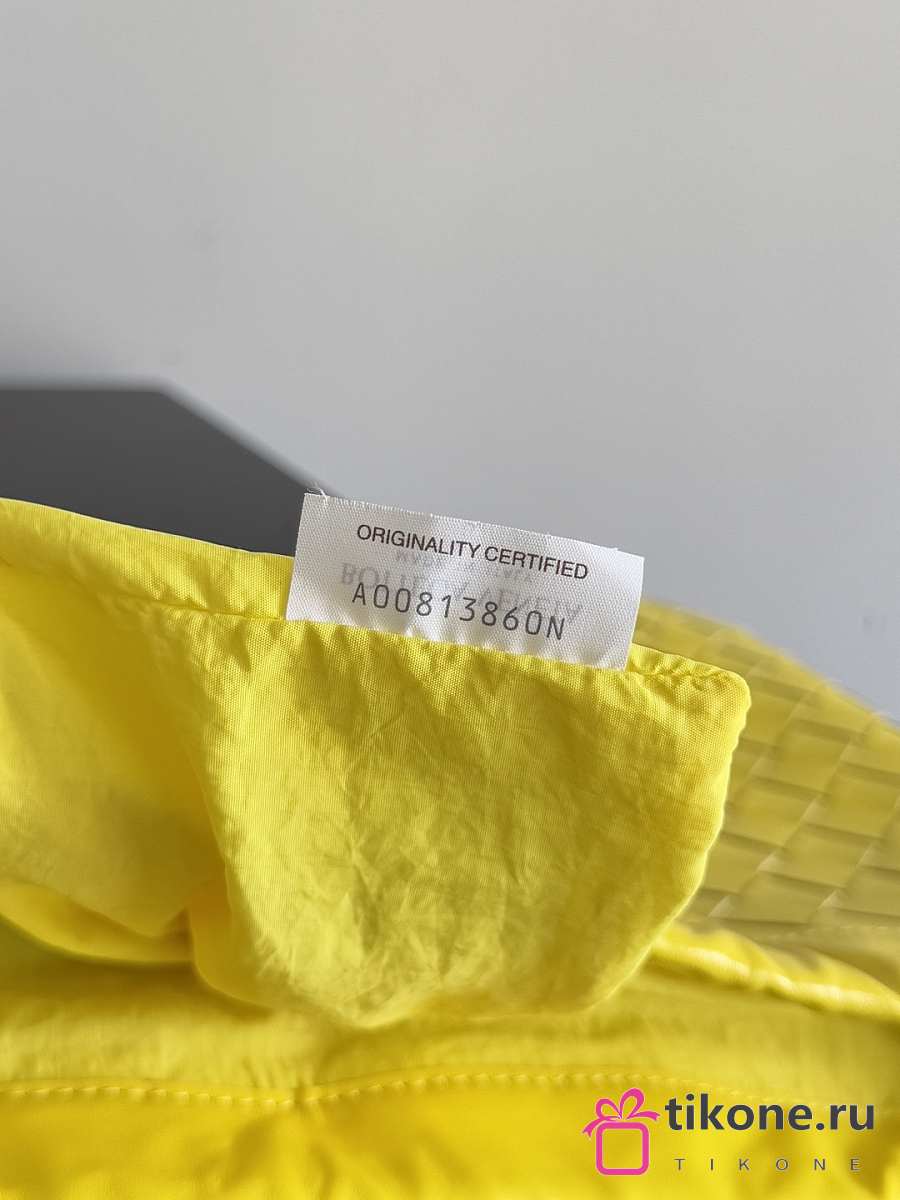 ORIGINALITY CERTIFIED
A00813860N
tikone.ru
TIKONE